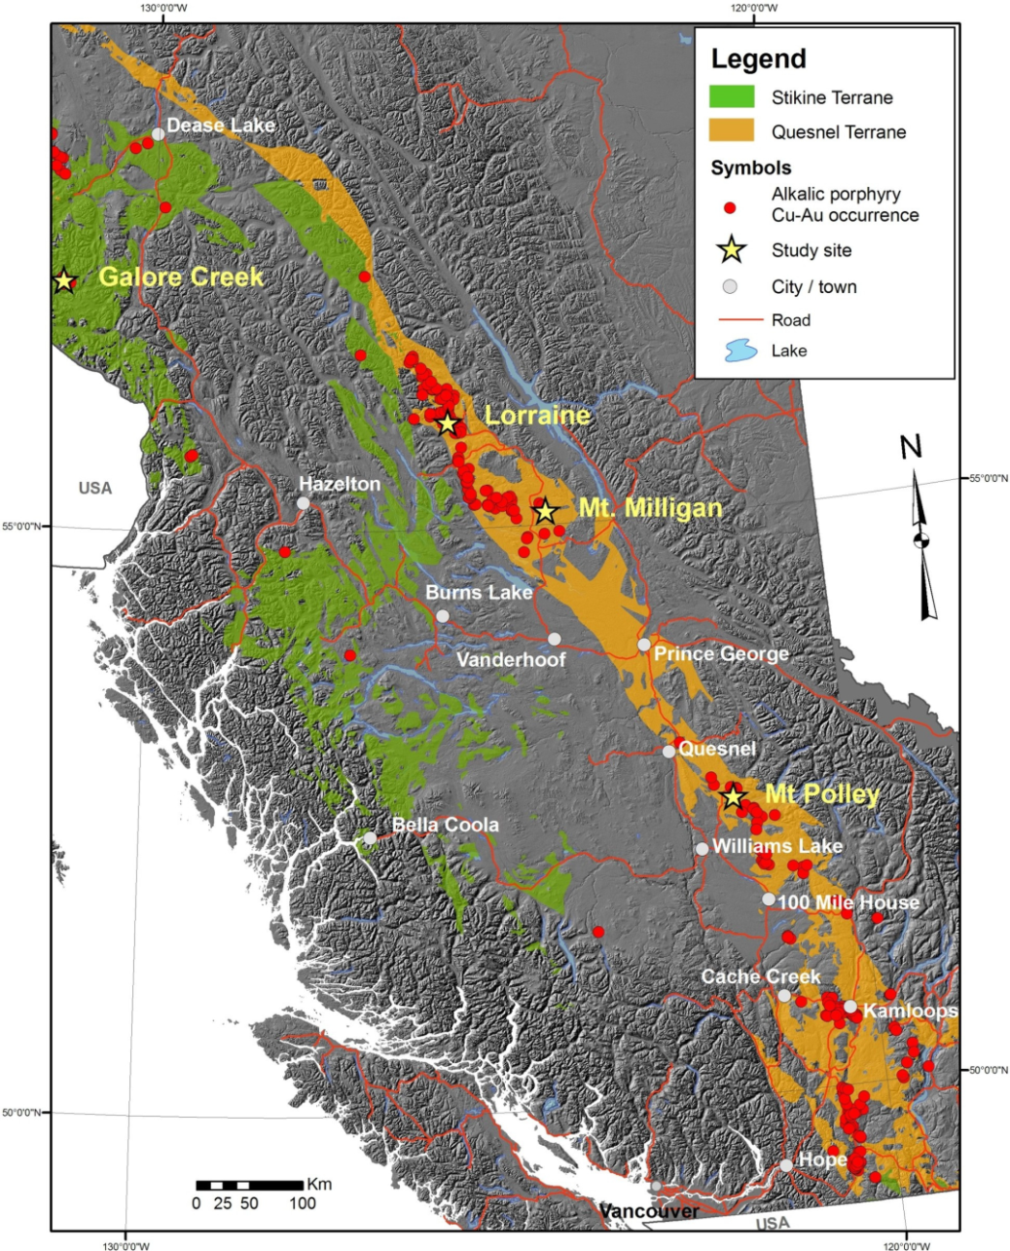 130°0'0"W
120°0'0"W
Legend
Stikine Terrane
Quesnel Terrane
Symbols
Alkalic porphyry
Cu-Au occurrence
Study site
City / town
Road
Lake
Dease Lake
Galore Creek
Lorraine
N
USA
Hazelton
55°0'0"N
Mt. Milligan
55°0'0"N
Burns Lake
Vanderhoof
Prince George
Quesnel
Mt Polley
Bella Coola
Williams Lake
100 Mile House
Cache Creek
Kamloops
50°0'0"N
50°0'0"N
Hope
Km
0 25 50 100
Vancouver
USA
130°0'0"W
120°0'0"W